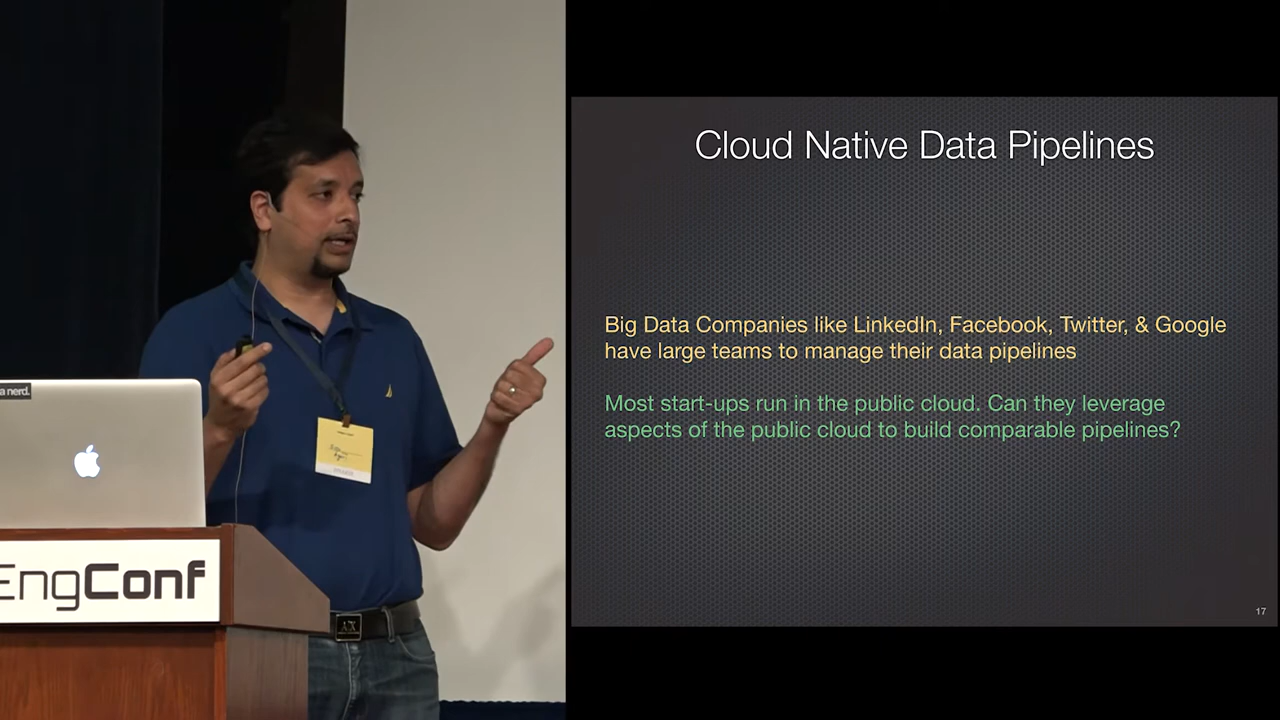 a nerd.
EngConf
AX
Cloud Native Data Pipelines
Big Data Companies like LinkedIn, Facebook, Twitter, & Google
have large teams to manage their data pipelines
Most start-ups run in the public cloud. Can they leverage
aspects of the public cloud to build comparable pipelines?
17